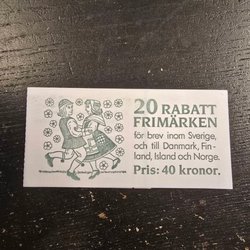 20 RABATT
FRIMÄRKEN
för brev inom Sverige,
och till Danmark, Fin-
land, Island och Norge.
Pris: 40 kronor.